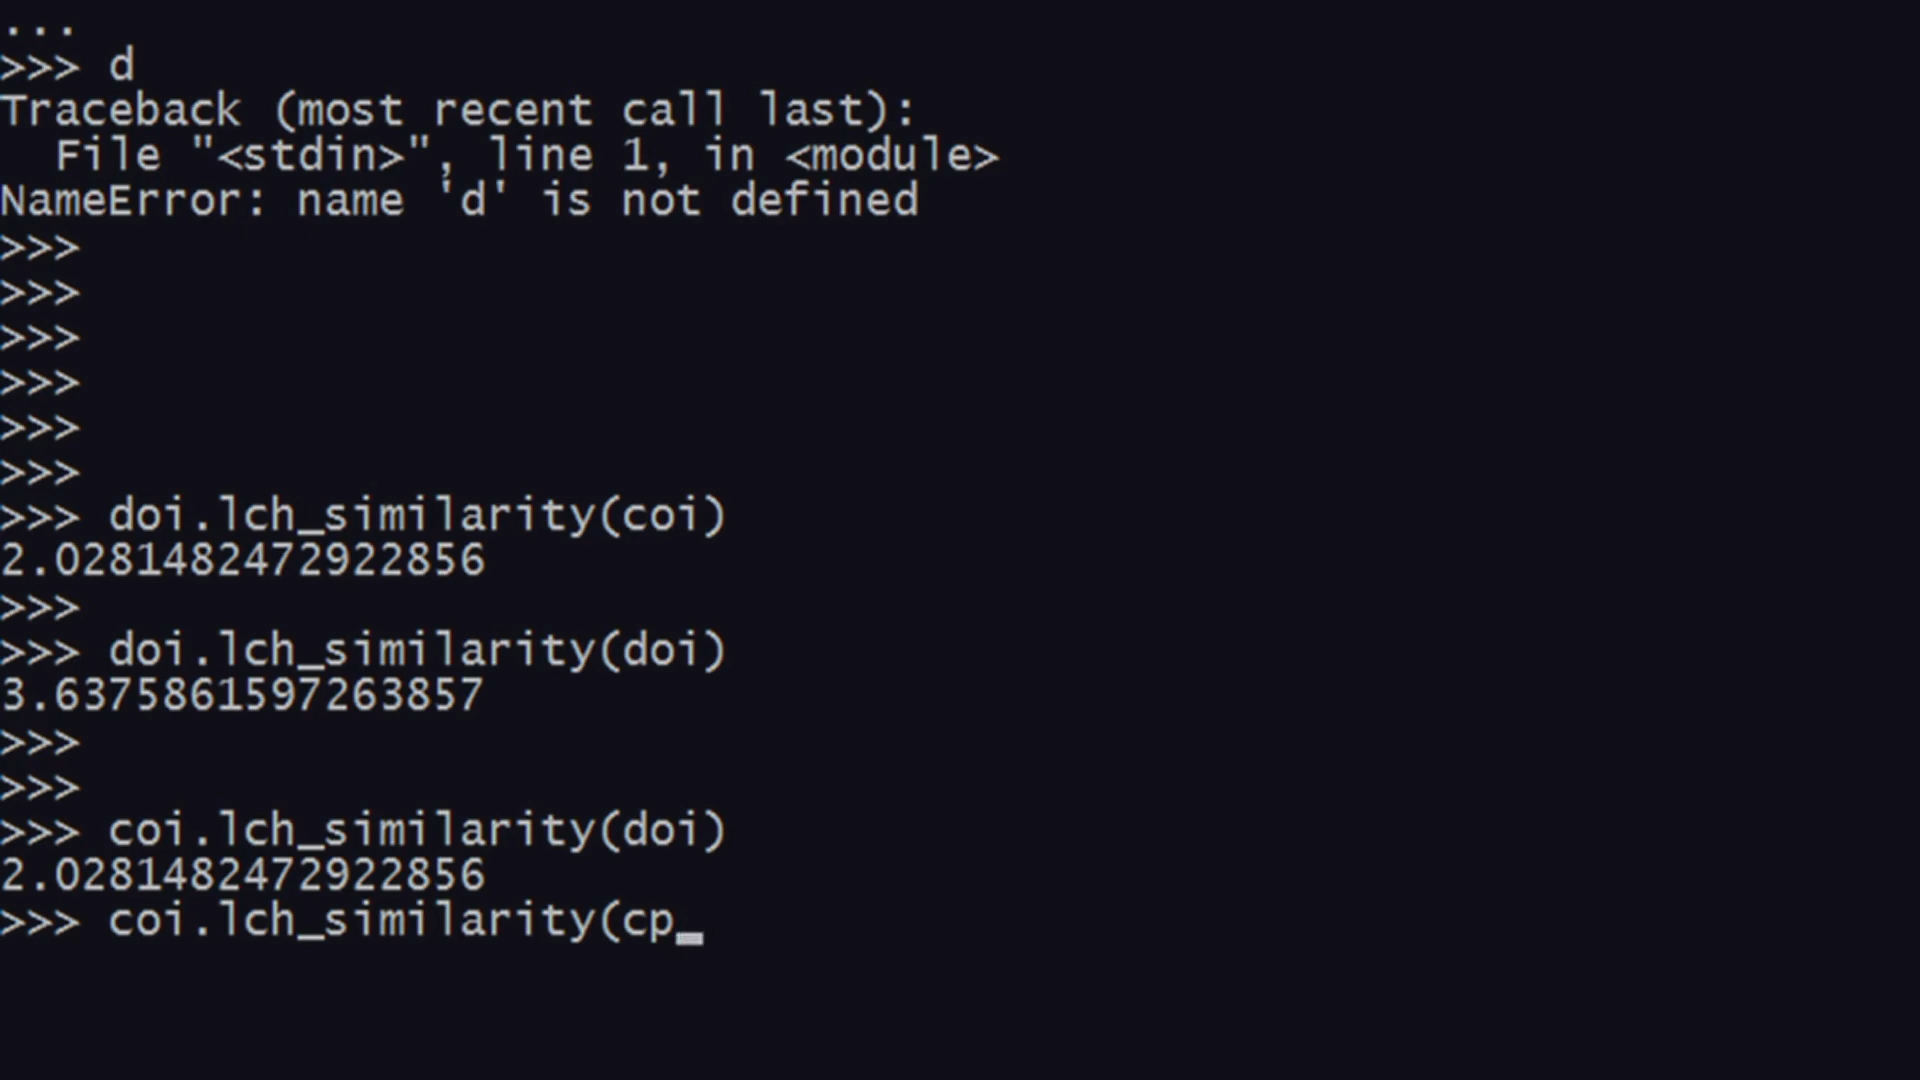 ...
>>> d
Traceback (most recent call last):
  File "<stdin>", line 1, in <module>
NameError: name 'd' is not defined
>>>
>>>
>>>
>>>
>>>
>>>
>>> doi.lch_similarity(coi)
2.0281482472922856
>>>
>>> doi.lch_similarity(doi)
3.6375861597263857
>>>
>>>
>>> coi.lch_similarity(doi)
2.0281482472922856
>>> coi.lch_similarity(cp